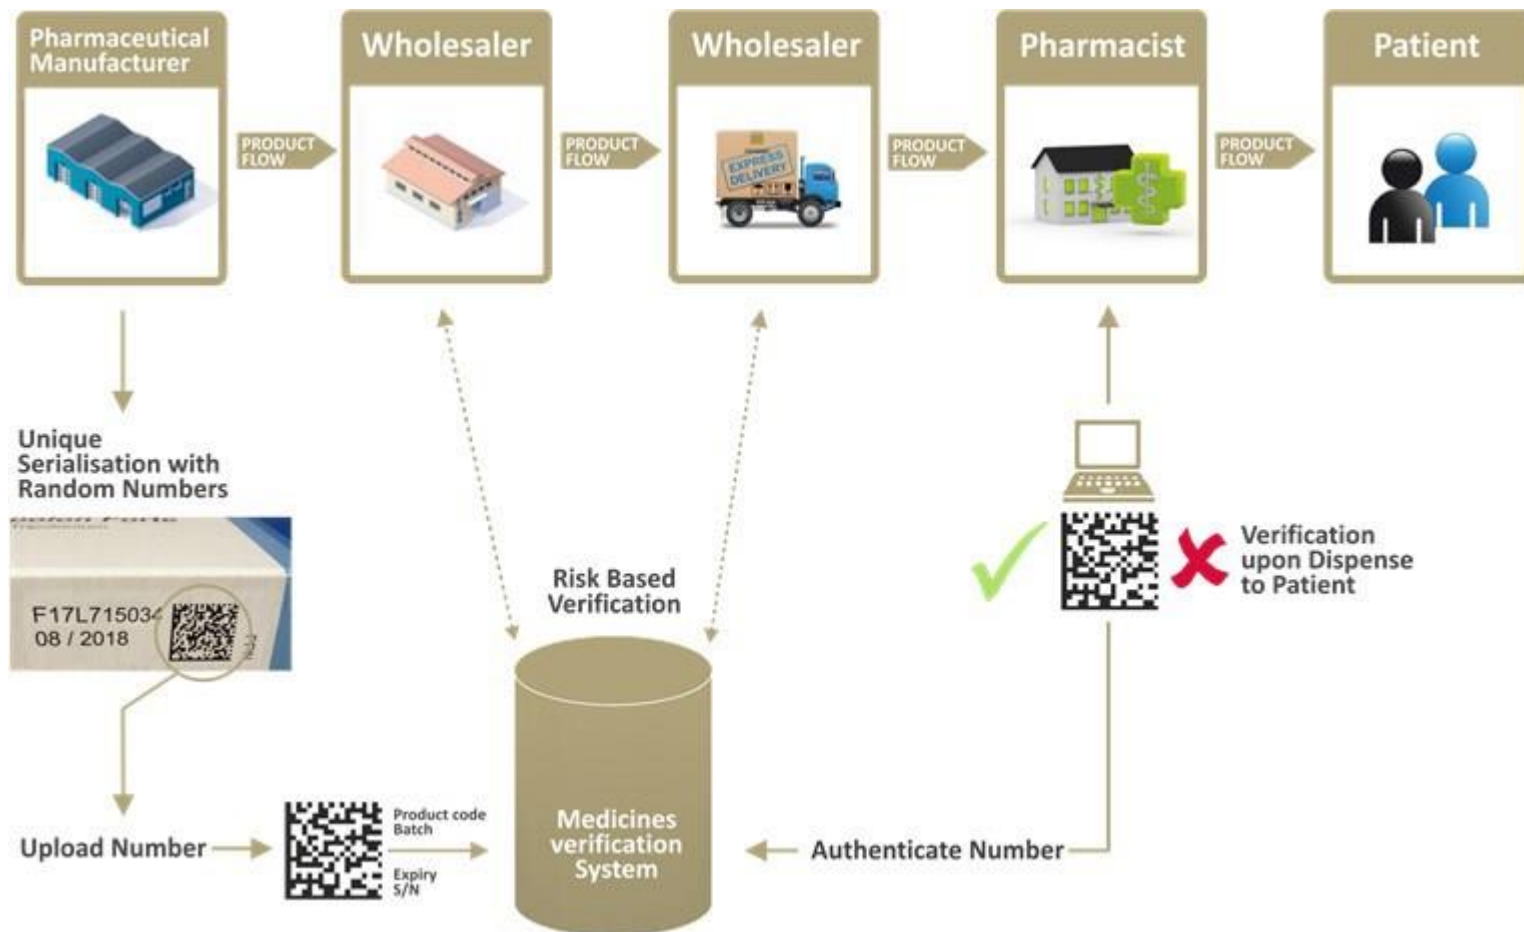 Pharmaceutical
Manufacturer
Wholesaler
Wholesaler
Pharmacist
Patient
PRODUCT
FLOW
PRODUCT
FLOW
EXPRESS
DELIVERY
PRODUCT
FLOW
PRODUCT
FLOW
Unique
Serialisation with
Random Numbers
F17L715034
08 / 2018
Risk Based
Verification
Verification
upon Dispense
to Patient
Upload Number
Product code
Batch
Expiry
S/N
Medicines
verification
System
Authenticate Number